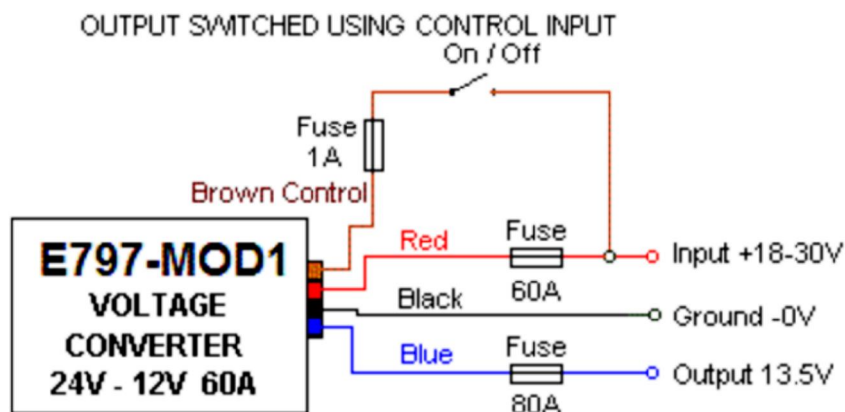 OUTPUT SWITCHED USING CONTROL INPUT
On / Off
Fuse
1A
Brown Control
E797-MOD1
VOLTAGE
CONVERTER
24V - 12V 60A
Red
Fuse
60A
Input +18-30V
Black
Ground -0V
Blue
Fuse
80A
Output 13.5V